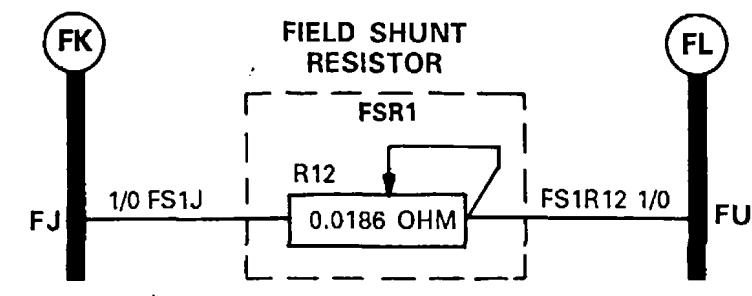 FK
FIELD SHUNT
RESISTOR
FL
FSR1
R12
1/0 FS1J
FS1R12 1/0
FJ
0.0186 OHM
FU